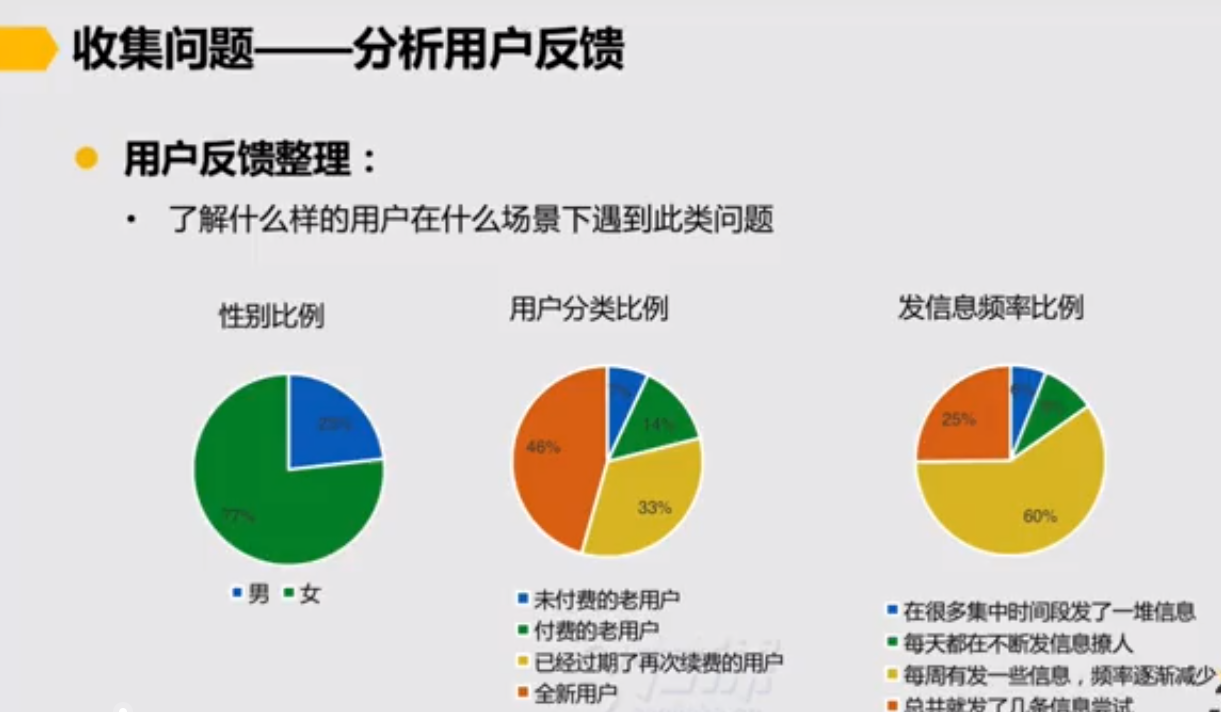 收集问题——分析用户反馈
用户反馈整理：
了解什么样的用户在什么场景下遇到此类问题
性别比例
用户分类比例
发信息频率比例
23%
77%
7%
14%
33%
46%
6%
9%
60%
25%
男 女
未付费的老用户
付费的老用户
已经过期了再次续费的用户
全新用户
在很多集中时间段发了一堆信息
每天都在不断发信息撩人
每周有发一些信息，频率逐渐减少
总共就发了几条信息尝试